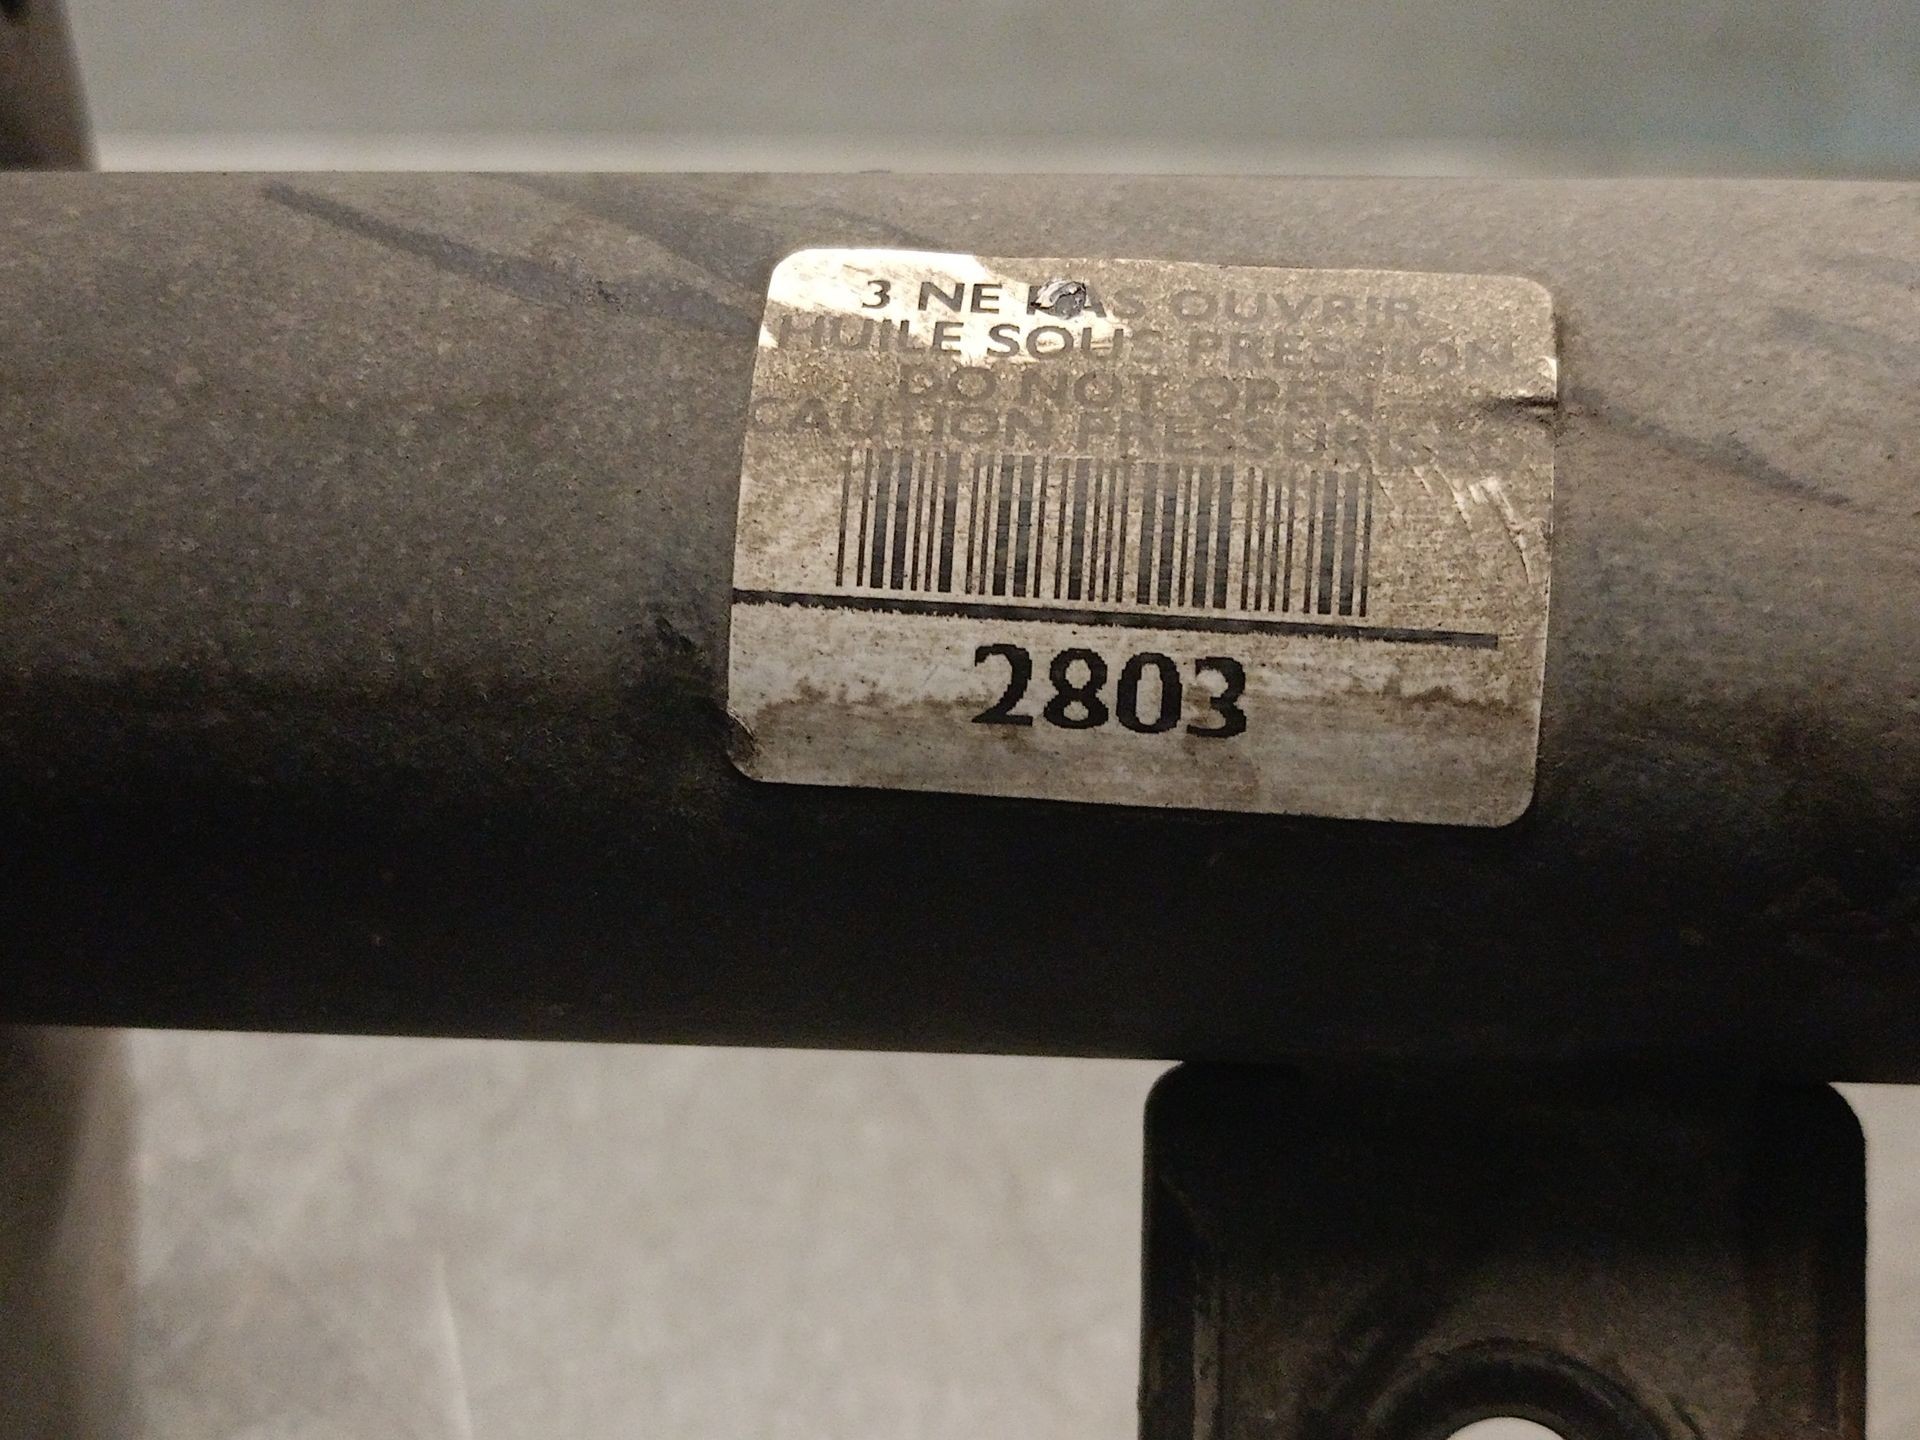 3 NE PAS OUVRIR
HUILE SOUS PRESSION
DO NOT OPEN
CAUTION PRESSURISED
2803